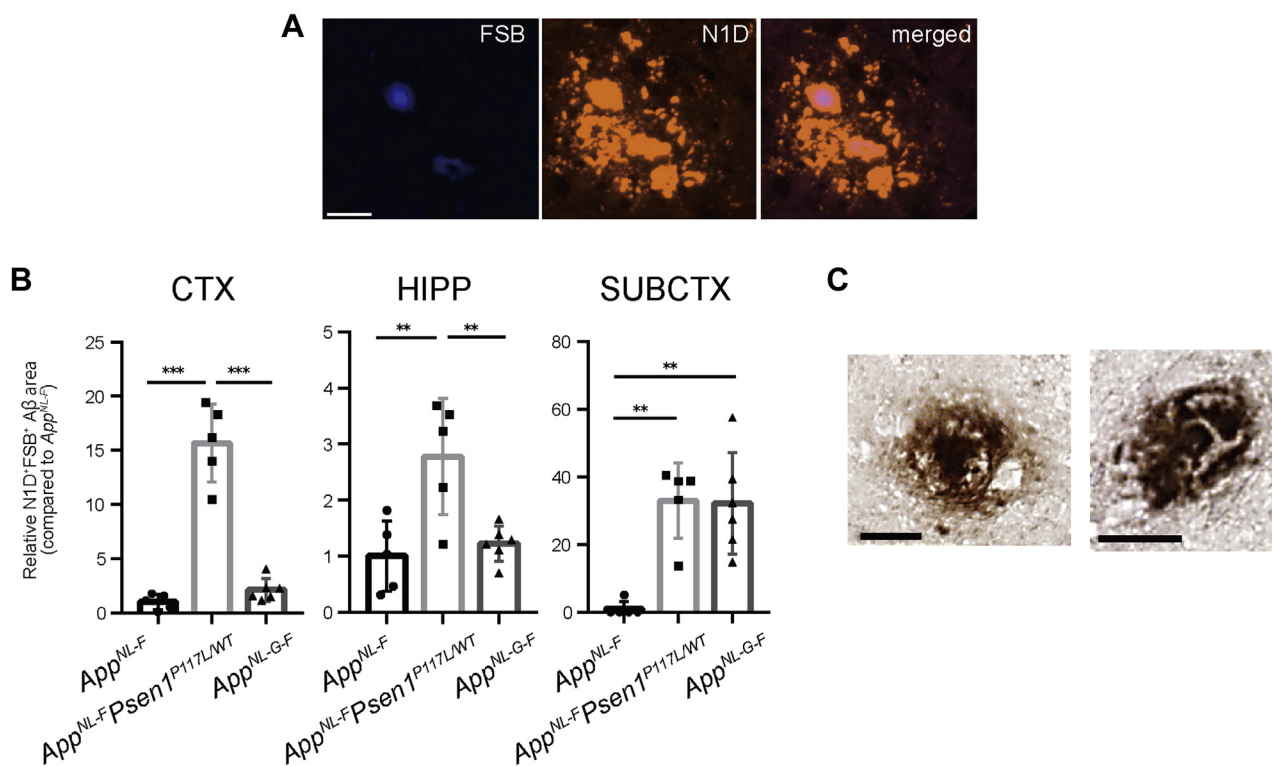 A
FSB
N1D
merged
B
CTX
HIPP
SUBCTX
C
Relative N1D⁺FSB⁺ Aβ area
(compared to App^NL-F)
25
20
15
10
5
0
***
***
App^NL-F
App^NL-F Psen1^P117L/WT
App^NL-G-F
5
4
3
2
1
0
**
**
App^NL-F
App^NL-F Psen1^P117L/WT
App^NL-G-F
80
60
40
20
0
**
**
App^NL-F
App^NL-F Psen1^P117L/WT
App^NL-G-F